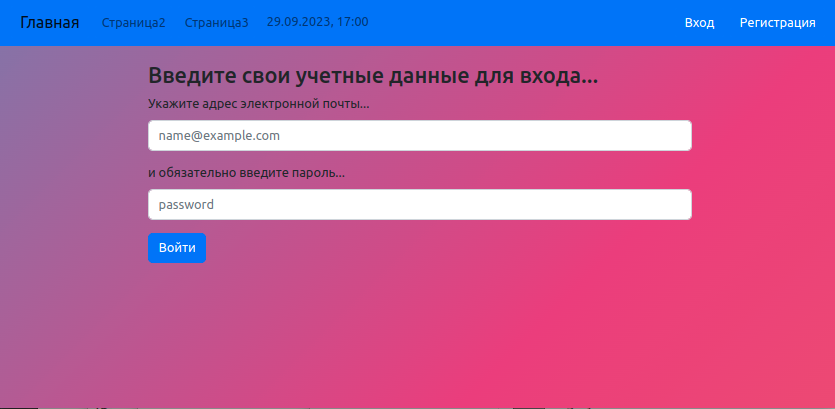 Главная Страница2 Страница3 29.09.2023, 17:00 Вход Регистрация
Введите свои учетные данные для входа...
Укажите адрес электронной почты...
name@example.com
и обязательно введите пароль...
password
Войти